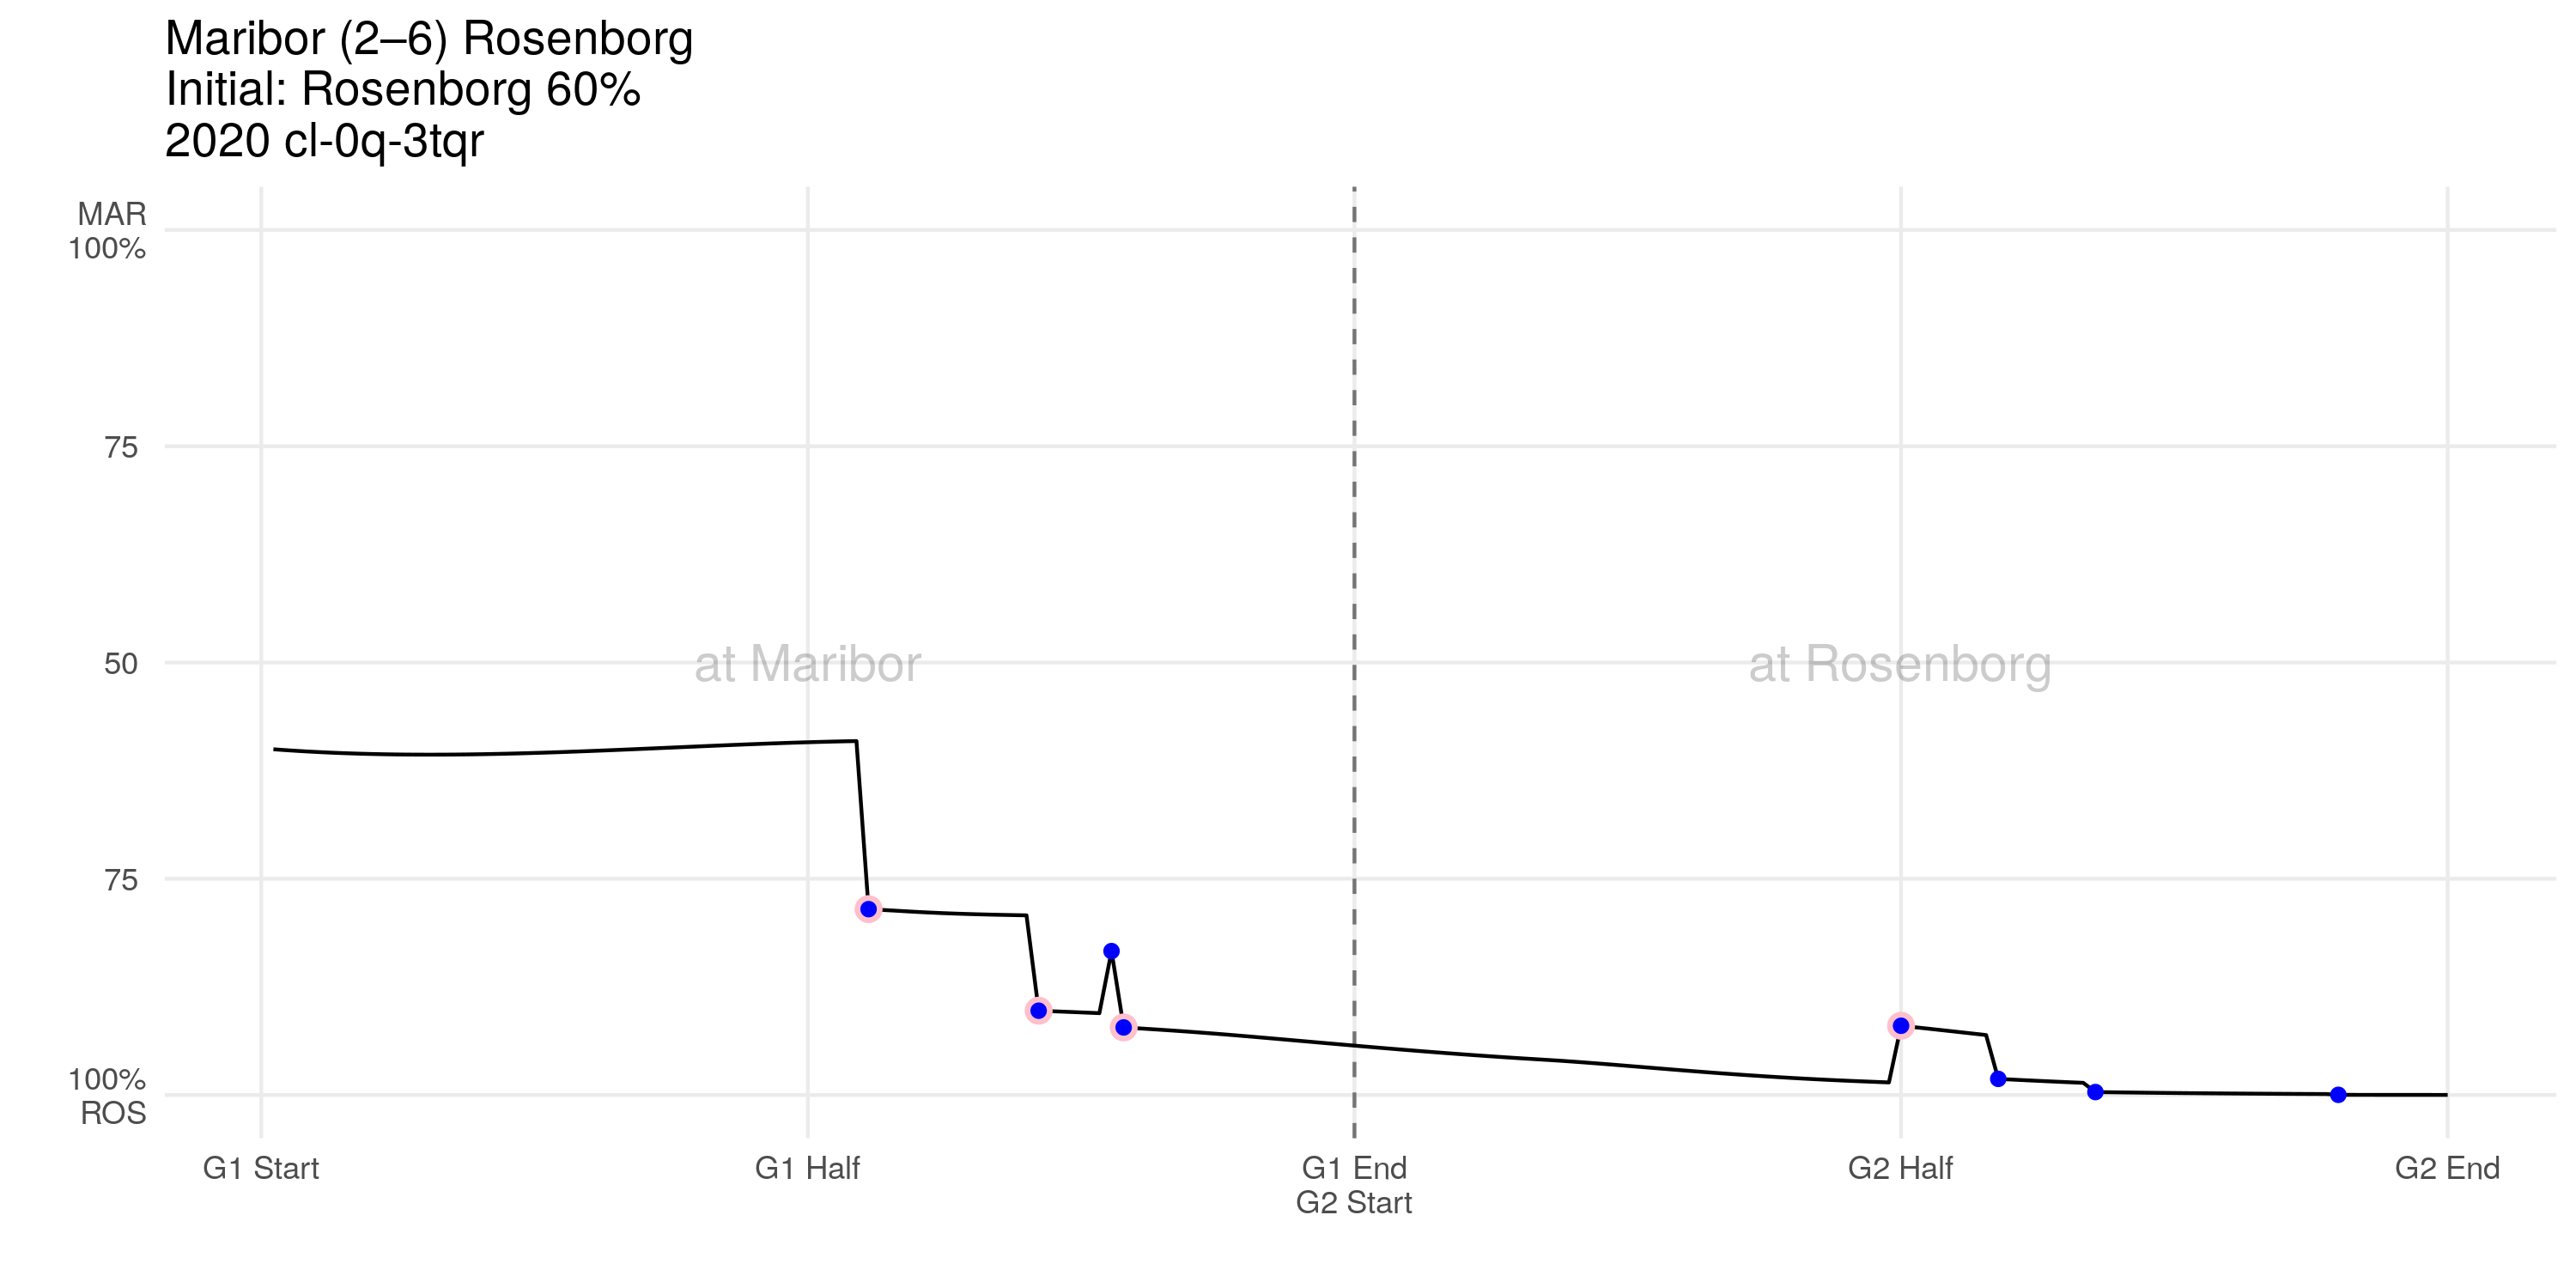 Maribor (2–6) Rosenborg
Initial: Rosenborg 60%
2020 cl-0q-3tqr
MAR
100%
75
50
75
100%
ROS
at Maribor
at Rosenborg
G1 Start
G1 Half
G1 End
G2 Start
G2 Half
G2 End